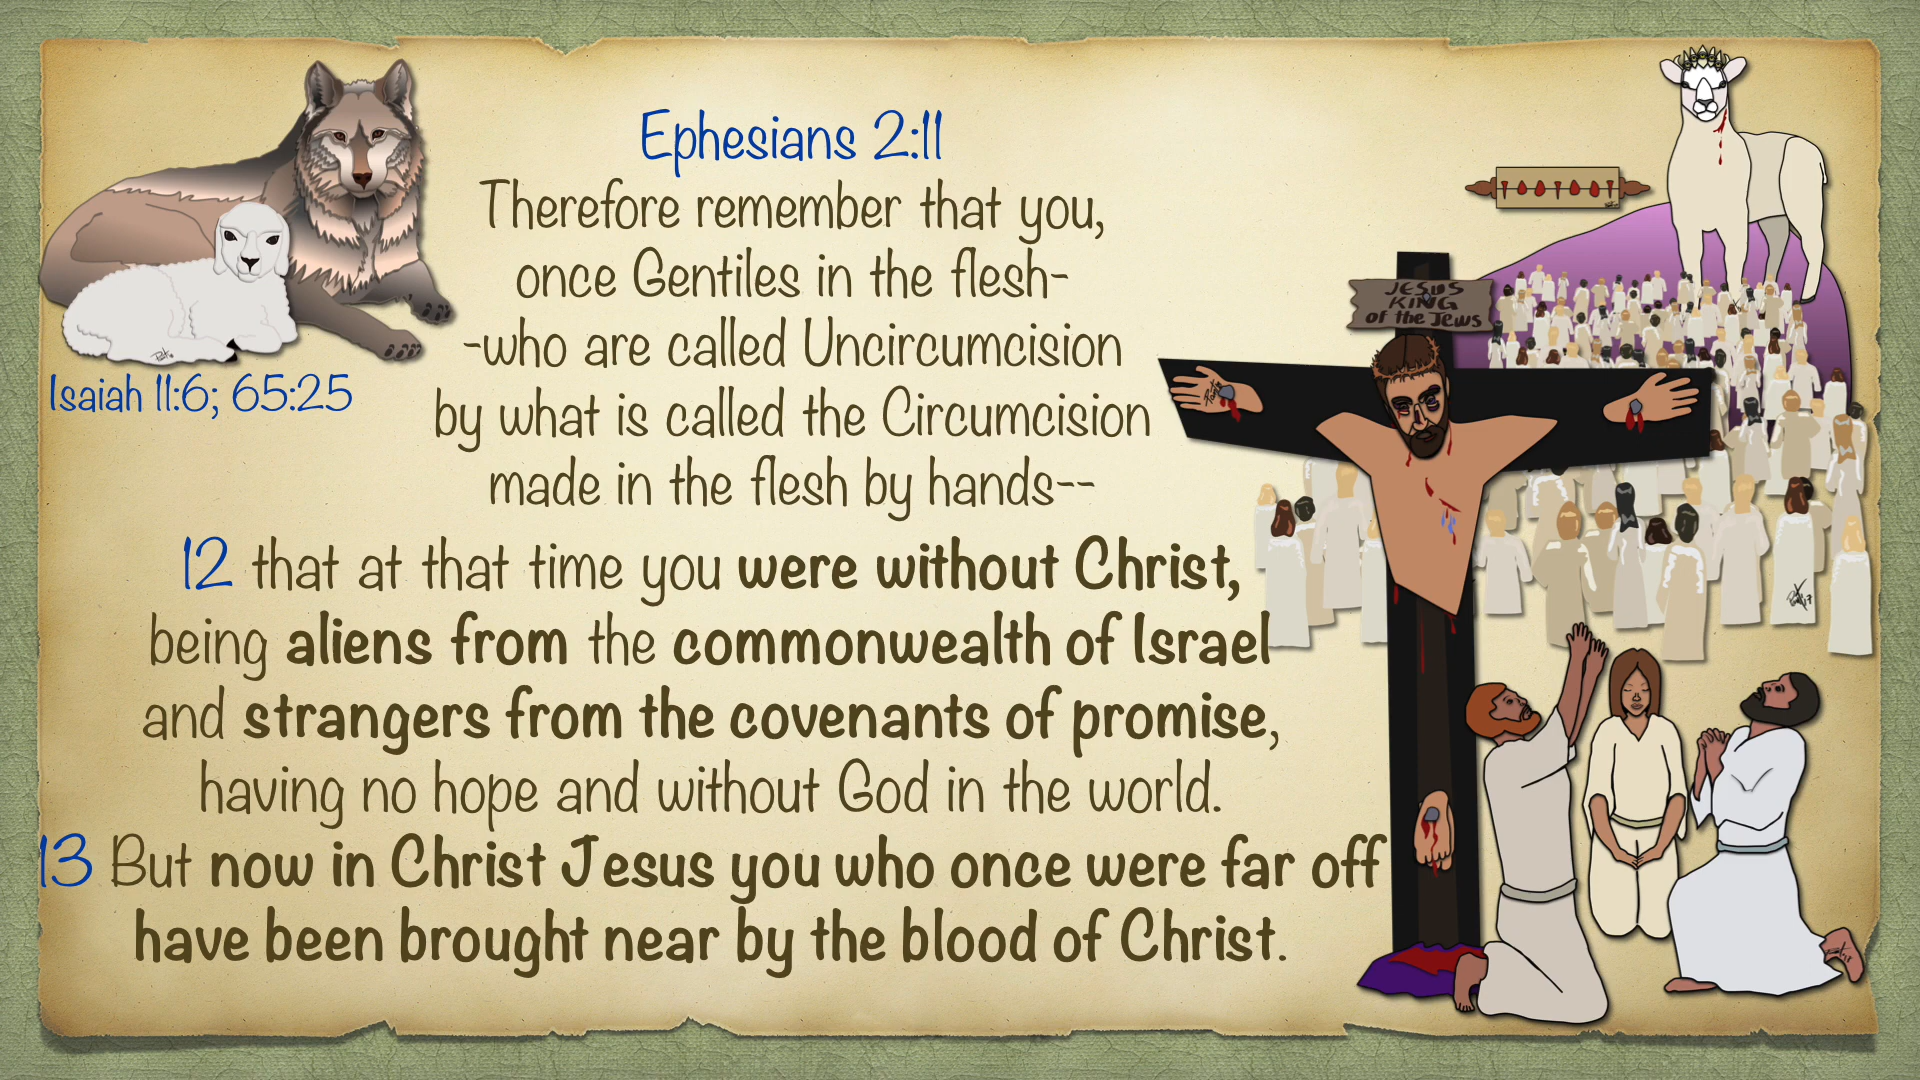 Ephesians 2:11
Therefore remember that you,
once Gentiles in the flesh-
-who are called Uncircumcision
by what is called the Circumcision
made in the flesh by hands--
12 that at that time you were without Christ,
being aliens from the commonwealth of Israel
and strangers from the covenants of promise,
having no hope and without God in the world.
13 But now in Christ Jesus you who once were far off
have been brought near by the blood of Christ.
Isaiah 11:6; 65:25
JESUS
KING
of the Jews